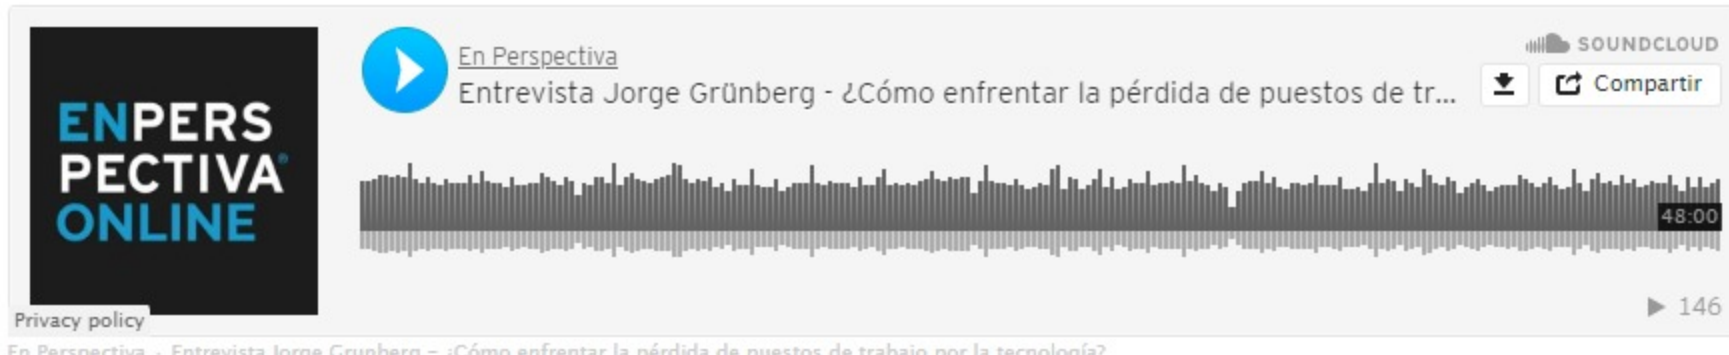 ENPERS
PECTIVA®
ONLINE
En Perspectiva
Entrevista Jorge Grünberg - ¿Cómo enfrentar la pérdida de puestos de tr...
SOUNDCLOUD
Compartir
48:00
146
Privacy policy
En Perspectiva · Entrevista Jorge Grunberg – ¿Cómo enfrentar la pérdida de puestos de trabajo por la tecnología?